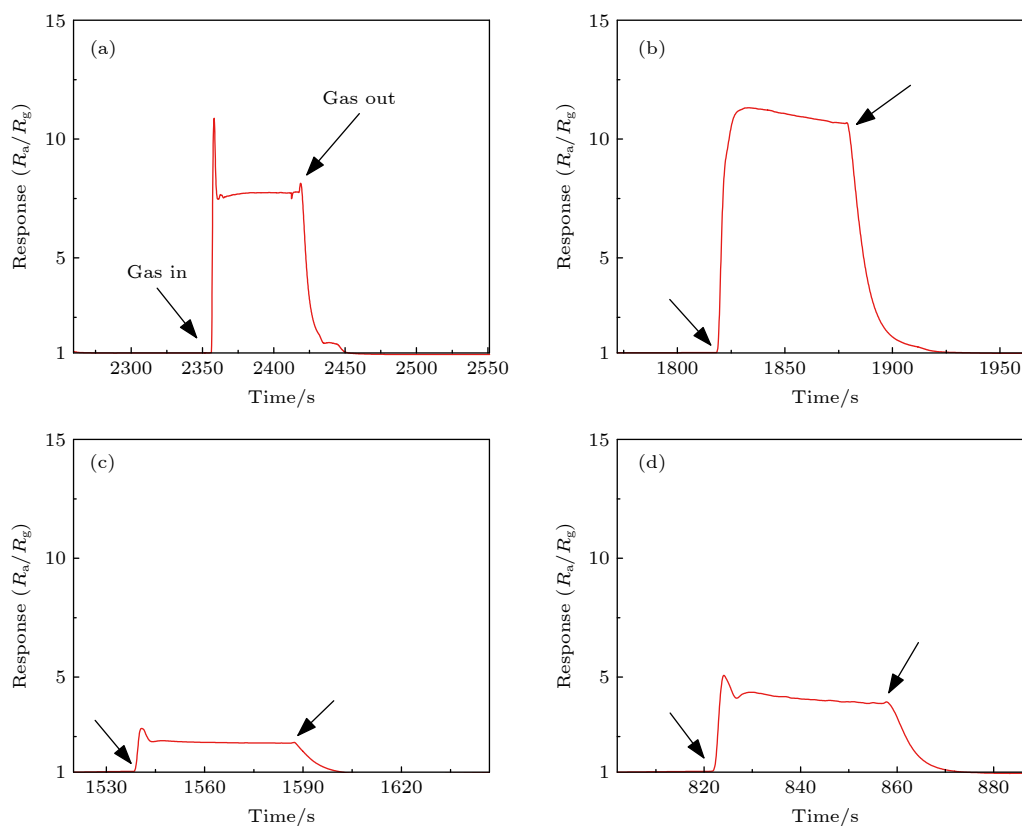 (a)
15
10
5
1
Response (Ra/Rg)
Gas in
Gas out
2300 2350 2400 2450 2500 2550
Time/s
(b)
15
10
5
1
Response (Ra/Rg)
1800 1850 1900 1950
Time/s
(c)
15
10
5
1
Response (Ra/Rg)
1530 1560 1590 1620
Time/s
(d)
15
10
5
1
Response (Ra/Rg)
820 840 860 880
Time/s